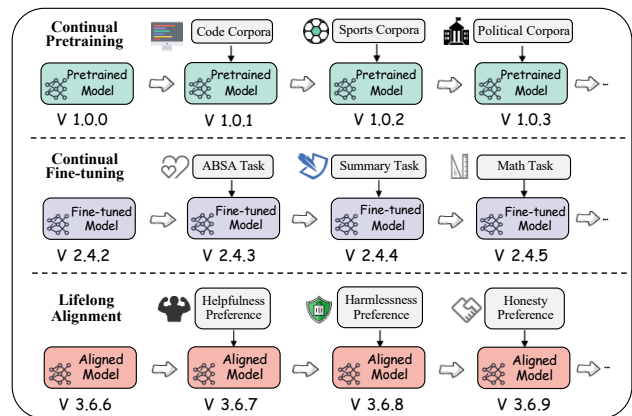 Continual
Pretraining
Code Corpora
Sports Corpora
Political Corpora
Pretrained
Model
Pretrained
Model
Pretrained
Model
Pretrained
Model
...
V 1.0.0
V 1.0.1
V 1.0.2
V 1.0.3
Continual
Fine-tuning
ABSA Task
Summary Task
Math Task
Fine-tuned
Model
Fine-tuned
Model
Fine-tuned
Model
Fine-tuned
Model
...
V 2.4.2
V 2.4.3
V 2.4.4
V 2.4.5
Lifelong
Alignment
Helpfulness
Preference
Harmlessness
Preference
Honesty
Preference
Aligned
Model
Aligned
Model
Aligned
Model
Aligned
Model
...
V 3.6.6
V 3.6.7
V 3.6.8
V 3.6.9